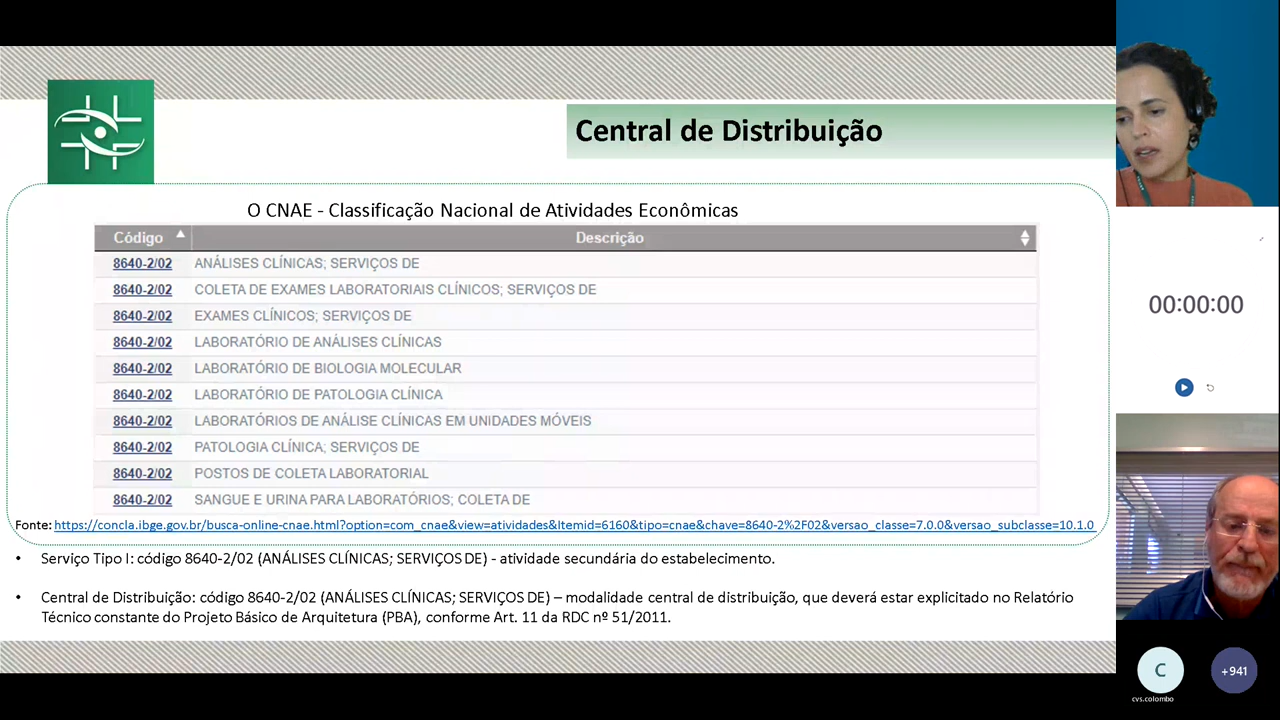 Central de Distribuição
O CNAE - Classificação Nacional de Atividades Econômicas
Código Descrição
8640-2/02 ANÁLISES CLÍNICAS; SERVIÇOS DE
8640-2/02 COLETA DE EXAMES LABORATORIAIS CLÍNICOS; SERVIÇOS DE
8640-2/02 EXAMES CLÍNICOS; SERVIÇOS DE
8640-2/02 LABORATÓRIO DE ANÁLISES CLÍNICAS
8640-2/02 LABORATÓRIO DE BIOLOGIA MOLECULAR
8640-2/02 LABORATÓRIO DE PATOLOGIA CLÍNICA
8640-2/02 LABORATÓRIOS DE ANÁLISE CLÍNICAS EM UNIDADES MÓVEIS
8640-2/02 PATOLOGIA CLÍNICA; SERVIÇOS DE
8640-2/02 POSTOS DE COLETA LABORATORIAL
8640-2/02 SANGUE E URINA PARA LABORATÓRIOS; COLETA DE
Fonte: https://concla.ibge.gov.br/busca-online-cnae.html?option=com_cnae&view=atividades&Itemid=6160&tipo=cnae&chave=8640-2%2F02&versao_classe=7.0.0&versao_subclasse=10.1.0
• Serviço Tipo I: código 8640-2/02 (ANÁLISES CLÍNICAS; SERVIÇOS DE) - atividade secundária do estabelecimento.
• Central de Distribuição: código 8640-2/02 (ANÁLISES CLÍNICAS; SERVIÇOS DE) – modalidade central de distribuição, que deverá estar explicitado no Relatório
Técnico constante do Projeto Básico de Arquitetura (PBA), conforme Art. 11 da RDC nº 51/2011.
00:00:00
C
cvs.colombo
+941